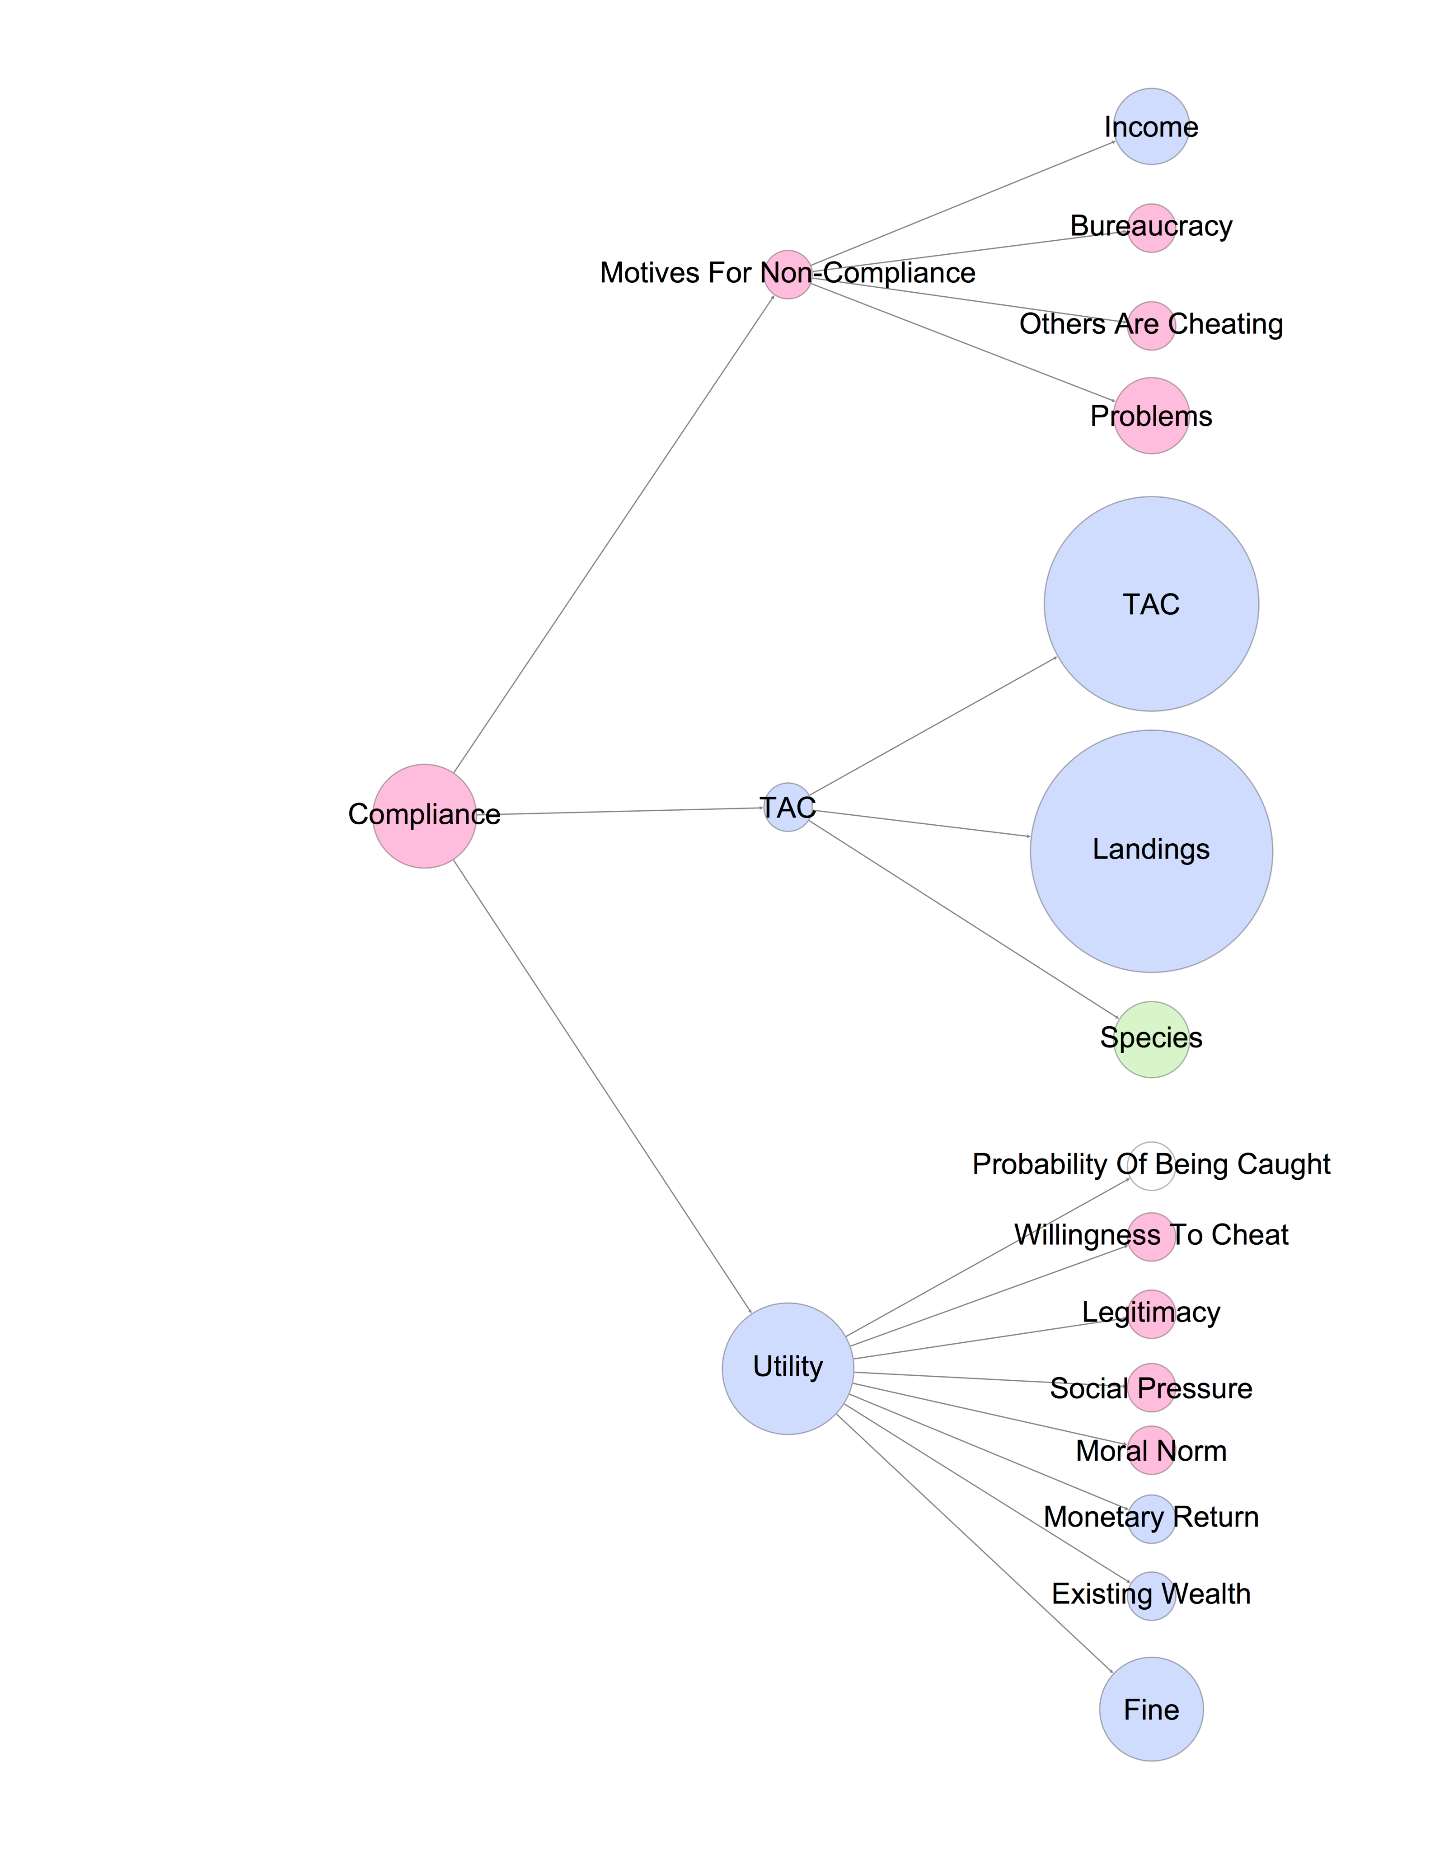 Income
Bureaucracy
Motives For Non-Compliance
Others Are Cheating
Problems
TAC
Compliance
TAC
Landings
Species
Probability Of Being Caught
Willingness To Cheat
Legitimacy
Utility
Social Pressure
Moral Norm
Monetary Return
Existing Wealth
Fine